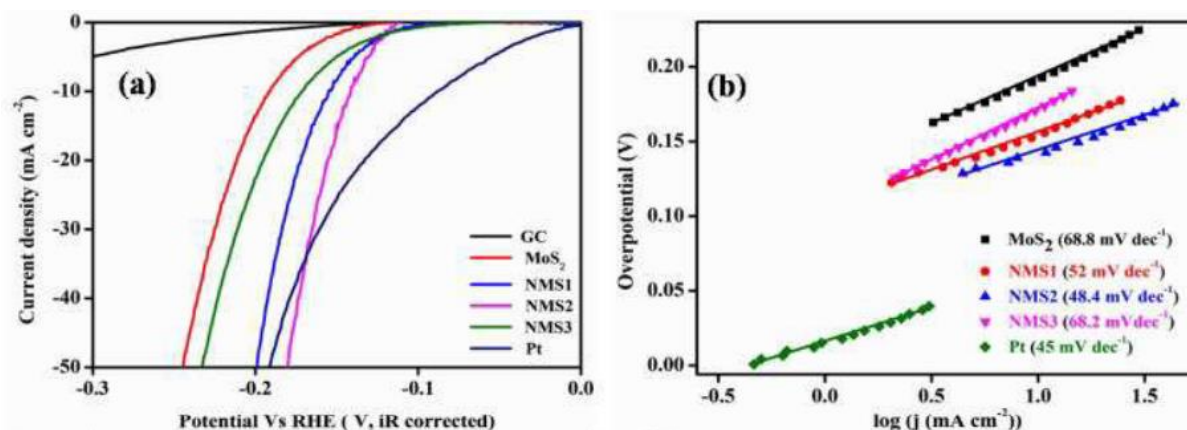 (a)
0
-10
-20
-30
-40
-50
-0.3
-0.2
-0.1
0.0
Current density (mA cm⁻²)
Potential Vs RHE ( V, iR corrected)
GC
MoS₂
NMS1
NMS2
NMS3
Pt
(b)
0.20
0.15
0.10
0.05
0.00
-0.5
0.0
0.5
1.0
1.5
Overpotential (V)
log (j (mA cm⁻²))
MoS₂ (68.8 mV dec⁻¹)
NMS1 (52 mV dec⁻¹)
NMS2 (48.4 mV dec⁻¹)
NMS3 (68.2 mVdec⁻¹)
Pt (45 mV dec⁻¹)